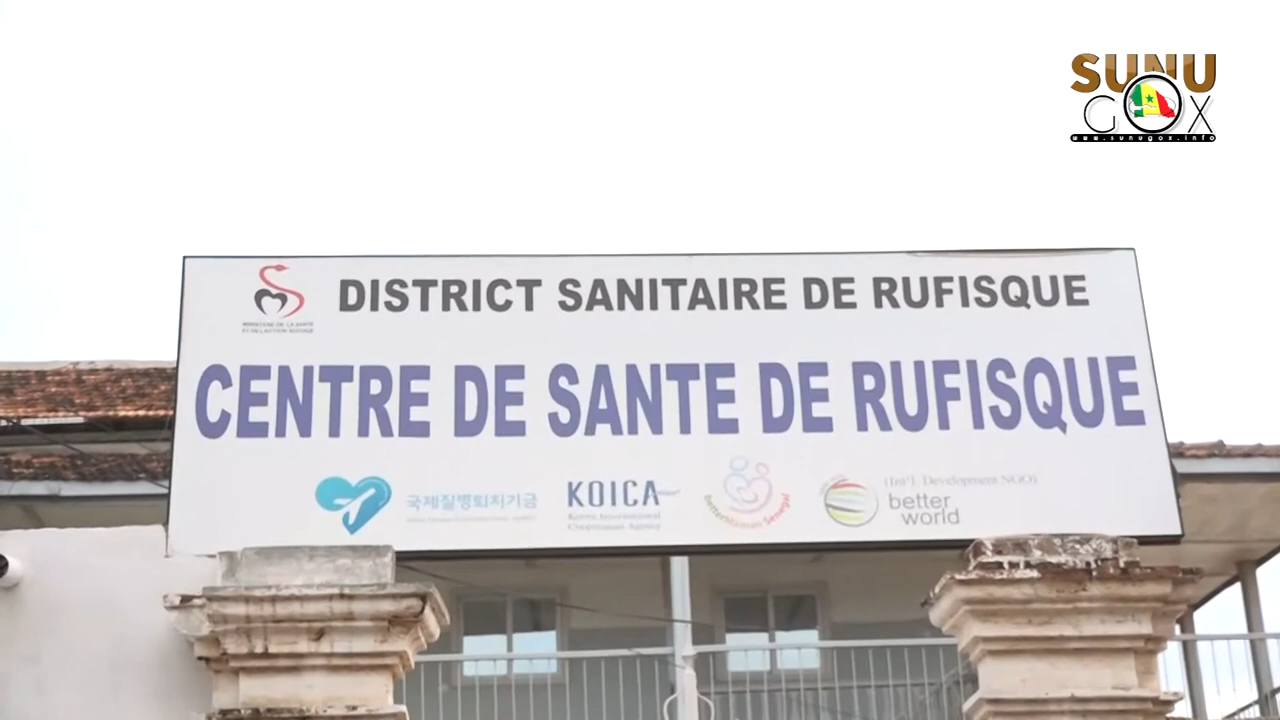 SUNU
GOX
www.sunugox.info
DISTRICT SANITAIRE DE RUFISQUE
MINISTERE DE LA SANTE
ET DE L'ACTION SOCIALE
CENTRE DE SANTE DE RUFISQUE
국제질병퇴치기금
KOICA
Korea International
Cooperation Agency
(Int'l Development NGO)
better
world